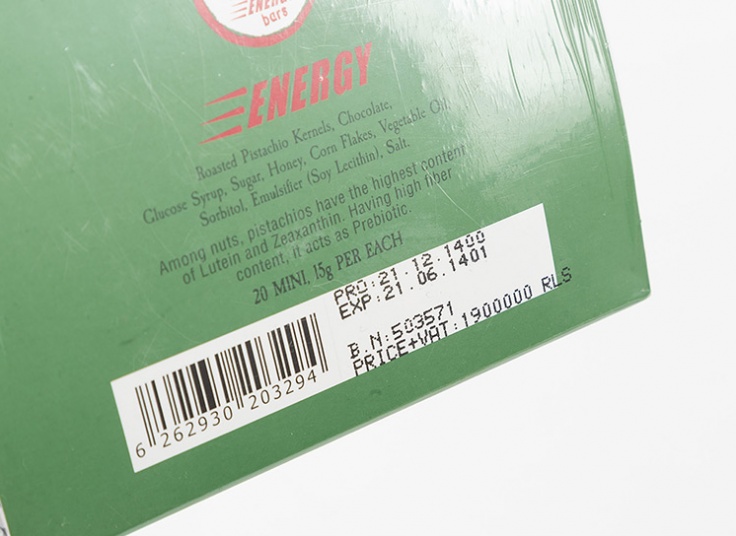 ENERGY
bars
ENERGY
Roasted Pistachio Kernels, Chocolate,
Glucose Syrup, Sugar, Honey, Corn Flakes, Vegetable Oil,
Sorbitol, Emulsifier (Soy Lecithin), Salt.
Among nuts, pistachios have the highest content
of Lutein and Zeaxanthin. Having high fiber
content, it acts as Prebiotic.
20 MINI, 15g PER EACH
PRO:21.12.1400
EXP:21.06.1401
B.N:503571
PRICE+VAT:1900000 RLS
6 262930 203294